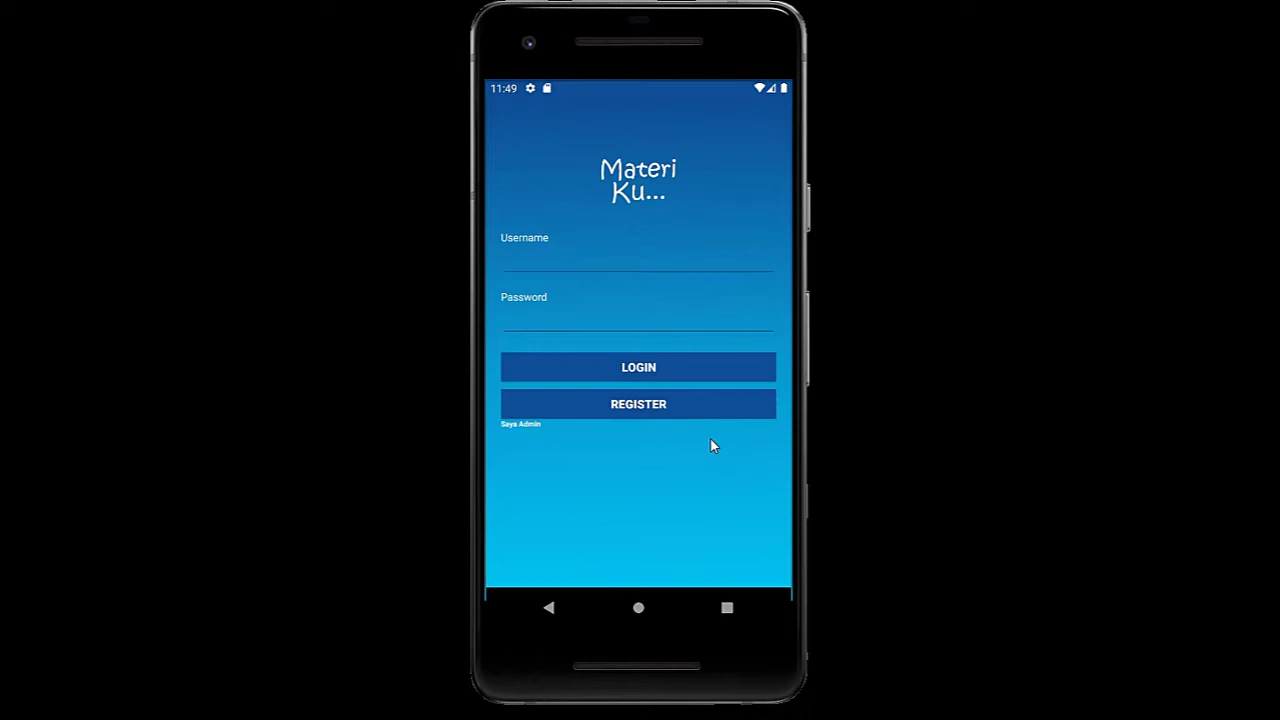 11:49
Materi
Ku...
Username
Password
LOGIN
REGISTER
Saya Admin